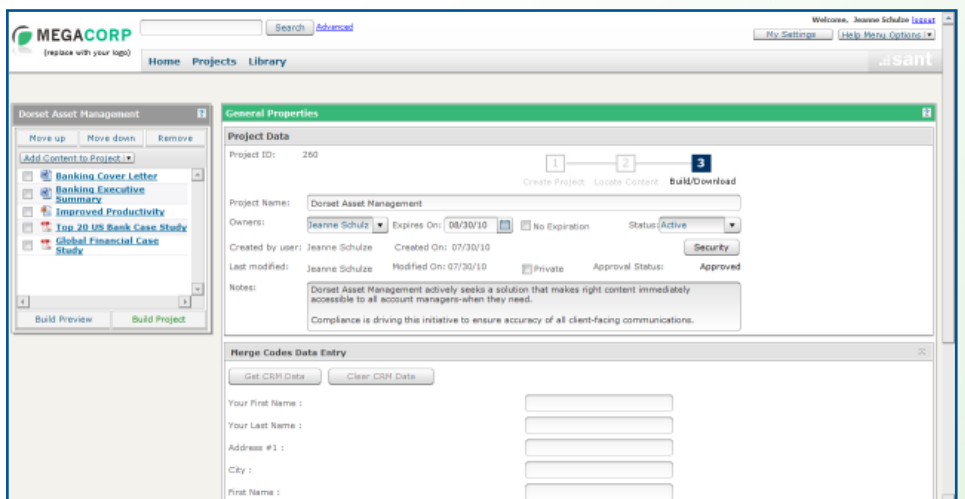 Welcome, Jeanne Schulze logout
MEGACORP
(replace with your logo)
Search Advanced
My Settings Help Menu Options
Home Projects Library
sant
Dorset Asset Management ?
Move up Move down Remove
Add Content to Project
Banking Cover Letter
Banking Executive
Summary
Improved Productivity
Top 20 US Bank Case Study
Global Financial Case
Study
Build Preview Build Project
General Properties ?
Project Data
Project ID: 260
1 2 3
Create Project Locate Content Build/Download
Project Name: Dorset Asset Management
Owners: Jeanne Schulz Expires On: 08/30/10 No Expiration Status: Active
Created by user: Jeanne Schulze Created On: 07/30/10 Security
Last modified: Jeanne Schulze Modified On: 07/30/10 Private Approval Status: Approved
Notes: Dorset Asset Management actively seeks a solution that makes right content immediately
accessible to all account managers-when they need.
Compliance is driving this initiative to ensure accuracy of all client-facing communications.
Merge Codes Data Entry
Get CRM Data Clear CRM Data
Your First Name :
Your Last Name :
Address #1 :
City :
First Name :